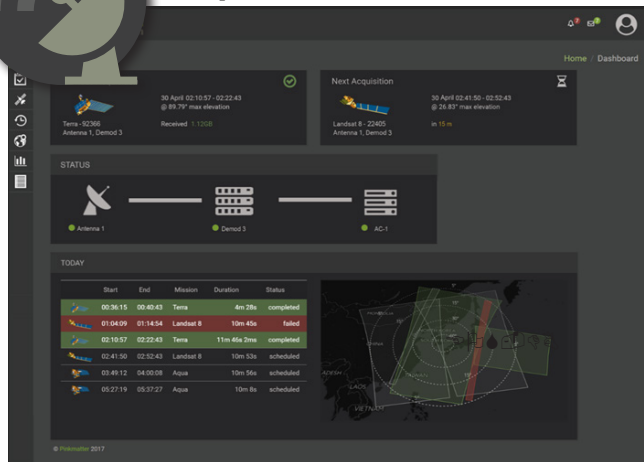 Home / Dashboard
30 April 02:10:57 - 02:22:43
@ 89.79° max elevation
Terra - 92366
Antenna 1, Demod 3
Received 1.12GB
Next Acquisition
30 April 02:41:50 - 02:52:43
@ 26.83° max elevation
Landsat 8 - 22405
Antenna 1, Demod 3
in 15 m
STATUS
Antenna 1
Demod 3
AC-1
TODAY
Start End Mission Duration Status
00:36:15 00:40:43 Terra 4m 28s completed
01:04:09 01:14:54 Landsat 8 10m 45s failed
02:10:57 02:22:43 Terra 11m 46s 2ms completed
02:41:50 02:52:43 Landsat 8 10m 53s scheduled
03:49:12 04:00:08 Aqua 10m 56s scheduled
05:27:19 05:37:27 Aqua 10m 8s scheduled
VIETNAM
© Pinkmatter 2017